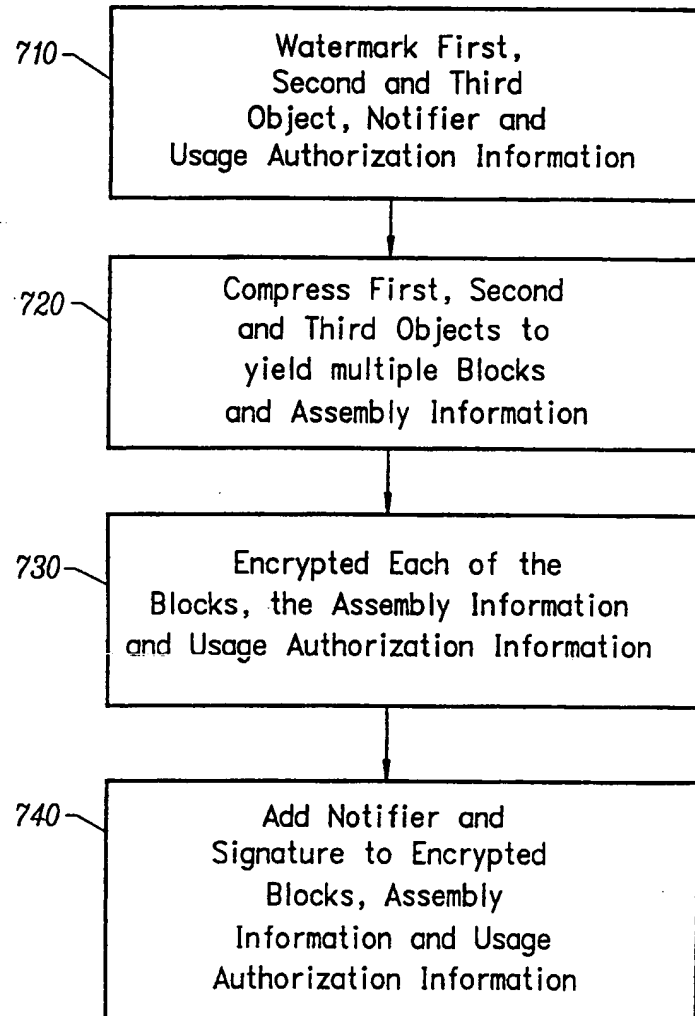 710
Watermark First,
Second and Third
Object, Notifier and
Usage Authorization Information
720
Compress First, Second
and Third Objects to
yield multiple Blocks
and Assembly Information
730
Encrypted Each of the
Blocks, the Assembly Information
and Usage Authorization Information
740
Add Notifier and
Signature to Encrypted
Blocks, Assembly
Information and Usage
Authorization Information